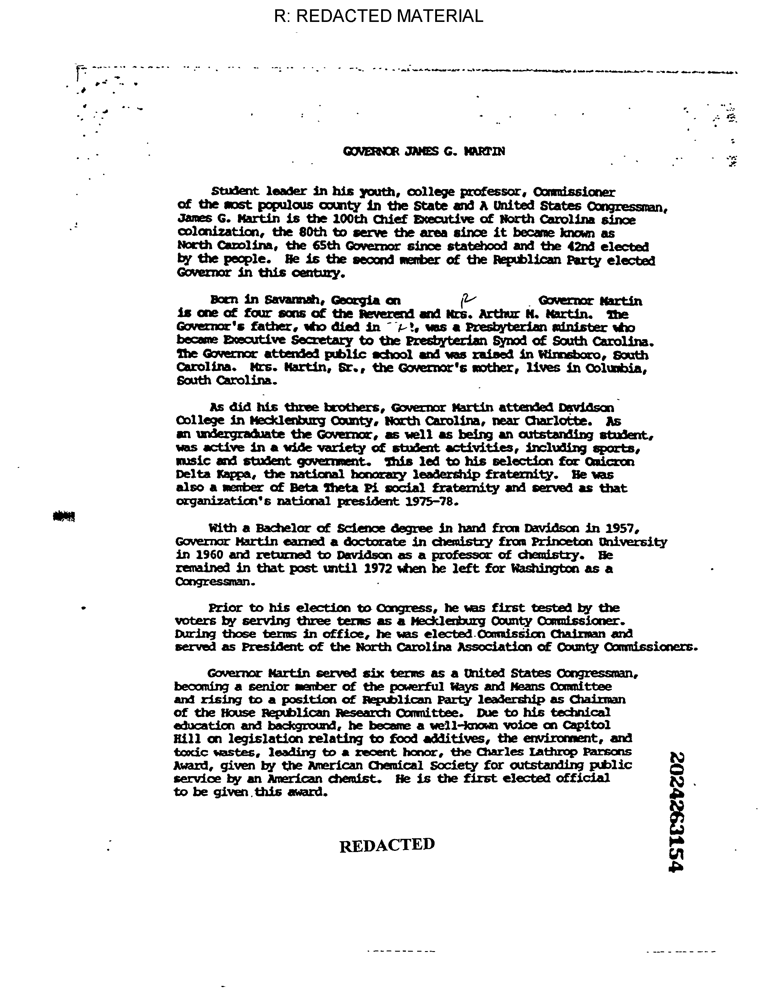 R: REDACTED MATERIAL
GOVERNOR JAMES G. MARTIN
Student leader in his youth, college professor, Commissioner
of the most populous county in the State and A United States Congressman,
James G. Martin is the 100th Chief Executive of North Carolina since
colonization, the 80th to serve the area since it became known as
North Carolina, the 65th Governor since statehood and the 42nd elected
by the people. He is the second member of the Republican Party elected
Governor in this century.
Born in Savannah, Georgia on R Governor Martin
is one of four sons of the Reverend and Mrs. Arthur M. Martin. The
Governor's father, who died in , was a Presbyterian minister who
became Executive Secretary to the Presbyterian Synod of South Carolina.
The Governor attended public school and was raised in Winnsboro, South
Carolina. Mrs. Martin, Sr., the Governor's mother, lives in Columbia,
South Carolina.
As did his three brothers, Governor Martin attended Davidson
College in Mecklenburg County, North Carolina, near Charlotte. As
an undergraduate the Governor, as well as being an outstanding student,
was active in a wide variety of student activities, including sports,
music and student government. This led to his selection for Omicron
Delta Kappa, the national honorary leadership fraternity. He was
also a member of Beta Theta Pi social fraternity and served as that
organization's national president 1975-78.
With a Bachelor of Science degree in hand from Davidson in 1957,
Governor Martin earned a doctorate in chemistry from Princeton University
in 1960 and returned to Davidson as a professor of chemistry. He
remained in that post until 1972 when he left for Washington as a
Congressman.
Prior to his election to Congress, he was first tested by the
voters by serving three terms as a Mecklenburg County Commissioner.
During those terms in office, he was elected Commission Chairman and
served as President of the North Carolina Association of County Commissioners.
Governor Martin served six terms as a United States Congressman,
becoming a senior member of the powerful Ways and Means Committee
and rising to a position of Republican Party leadership as Chairman
of the House Republican Research Committee. Due to his technical
education and background, he became a well-known voice on Capitol
Hill on legislation relating to food additives, the environment, and
toxic wastes, leading to a recent honor, the Charles Lathrop Parsons
Award, given by the American Chemical Society for outstanding public
service by an American chemist. He is the first elected official
to be given this award.
2024263154
REDACTED